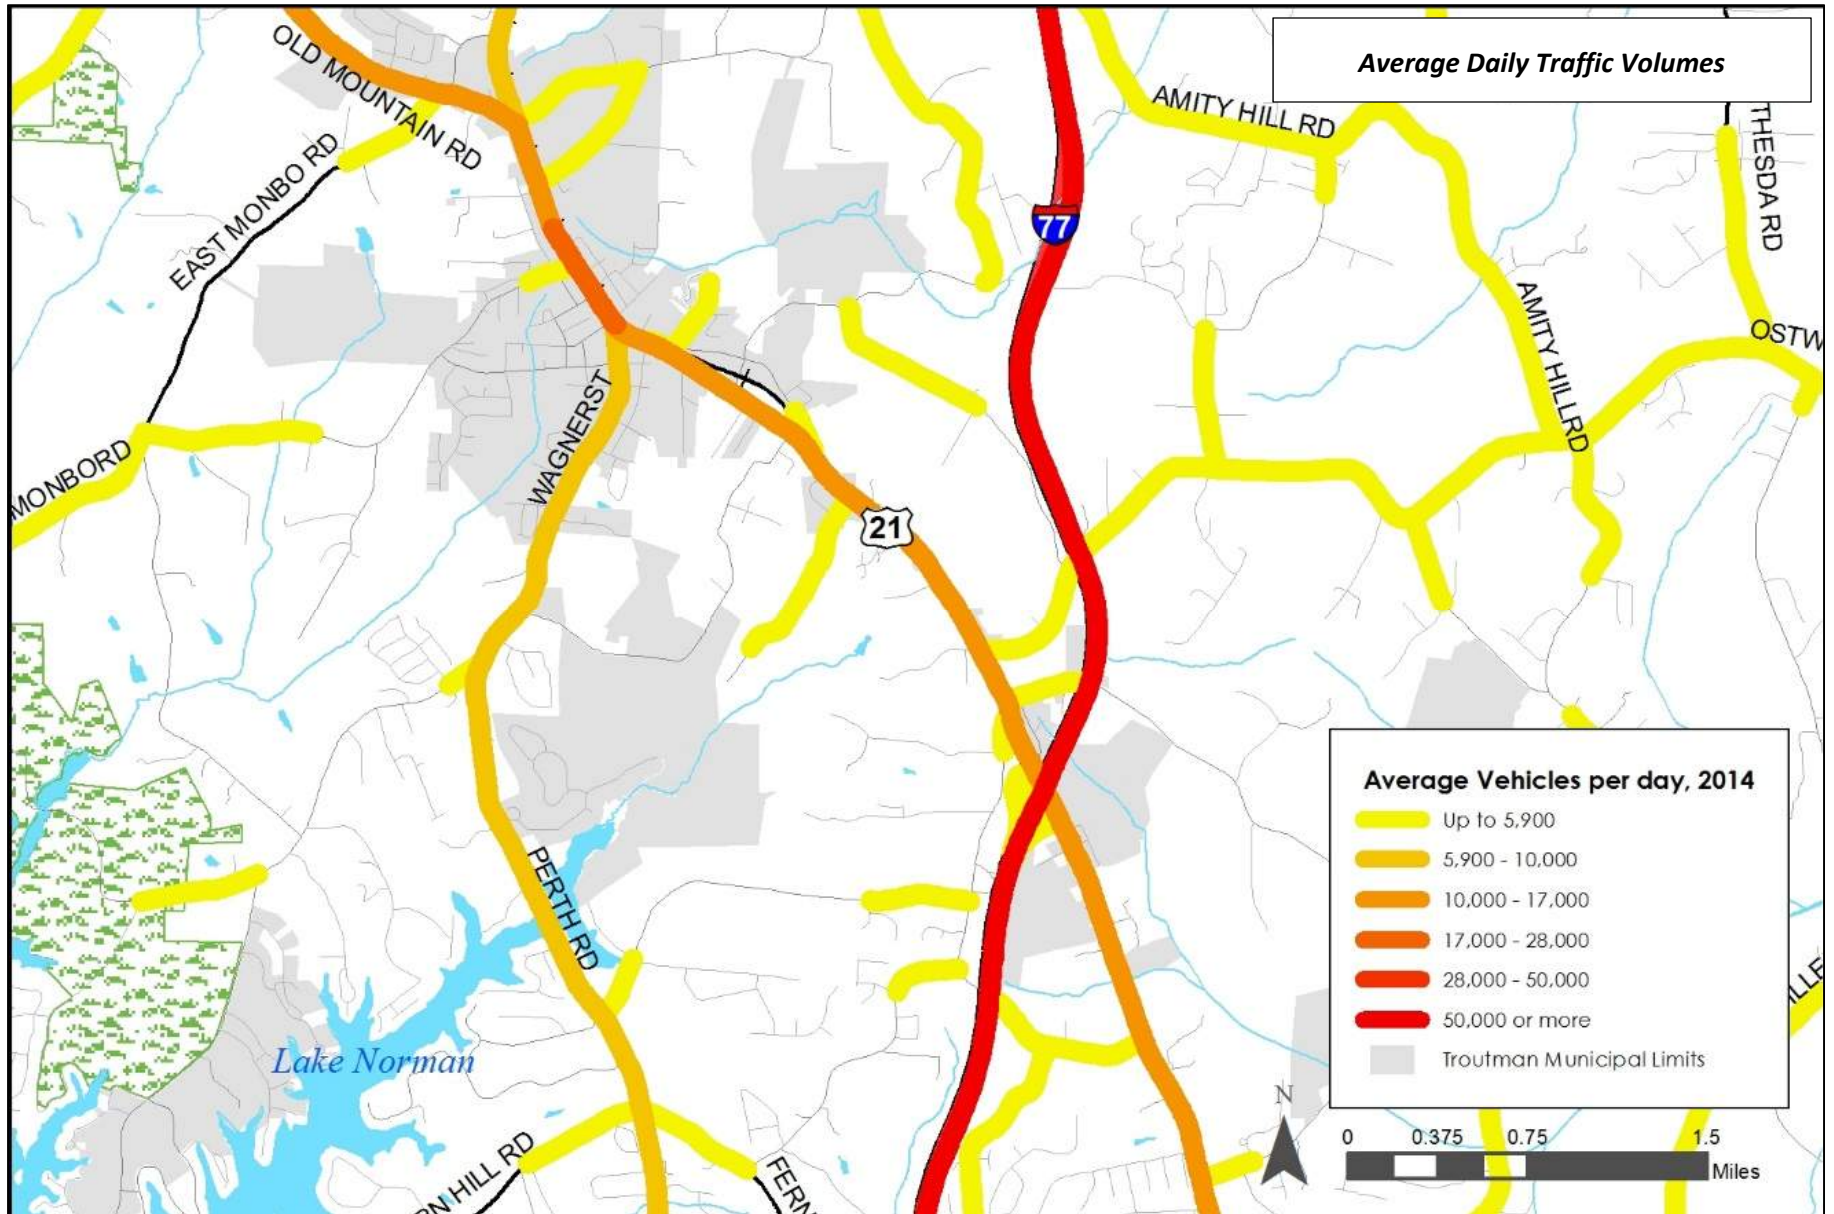 Average Daily Traffic Volumes
OLD MOUNTAIN RD
AMITY HILL RD
THESDA RD
EAST MONBO RD
77
AMITY HILLRD
OSTW
WAGNERST
MONBORD
21
PERTH RD
Lake Norman
RN HILL RD
FERN
ILLE
Average Vehicles per day, 2014
Up to 5,900
5,900 - 10,000
10,000 - 17,000
17,000 - 28,000
28,000 - 50,000
50,000 or more
Troutman Municipal Limits
N
0 0.375 0.75 1.5
Miles